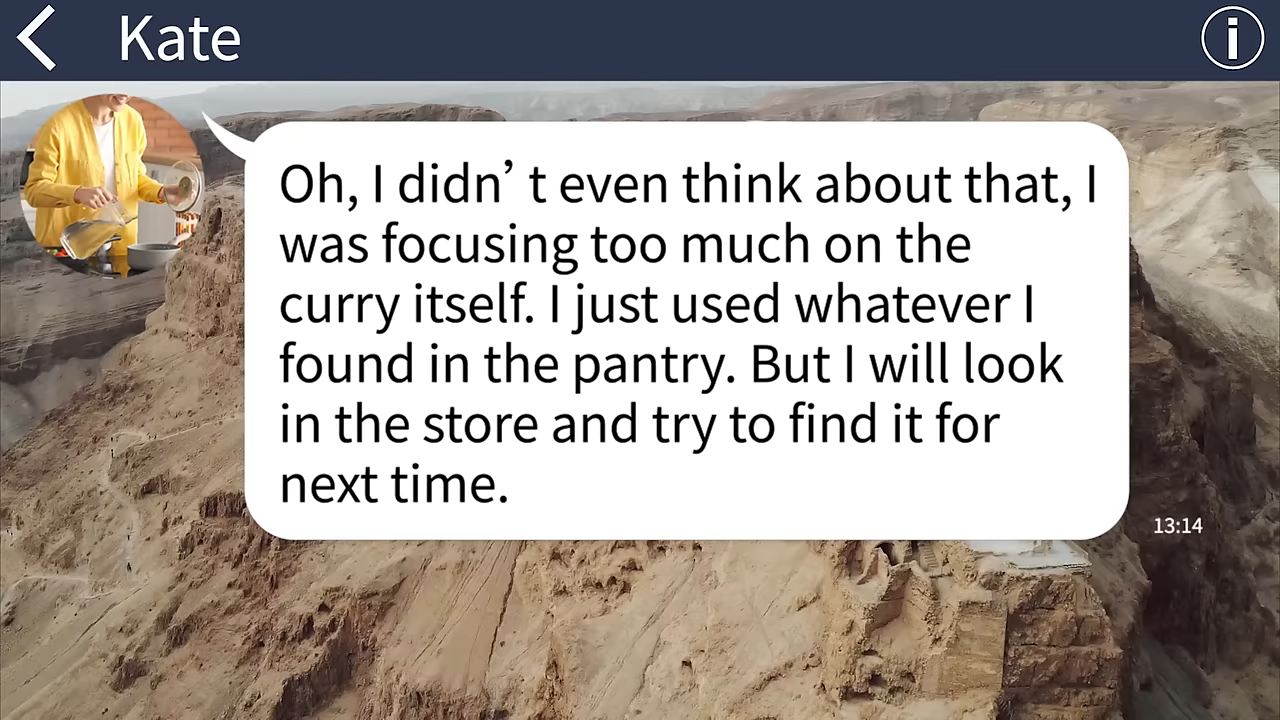 Kate
Oh, I didn’ t even think about that, I
was focusing too much on the
curry itself. I just used whatever I
found in the pantry. But I will look
in the store and try to find it for
next time.
13:14